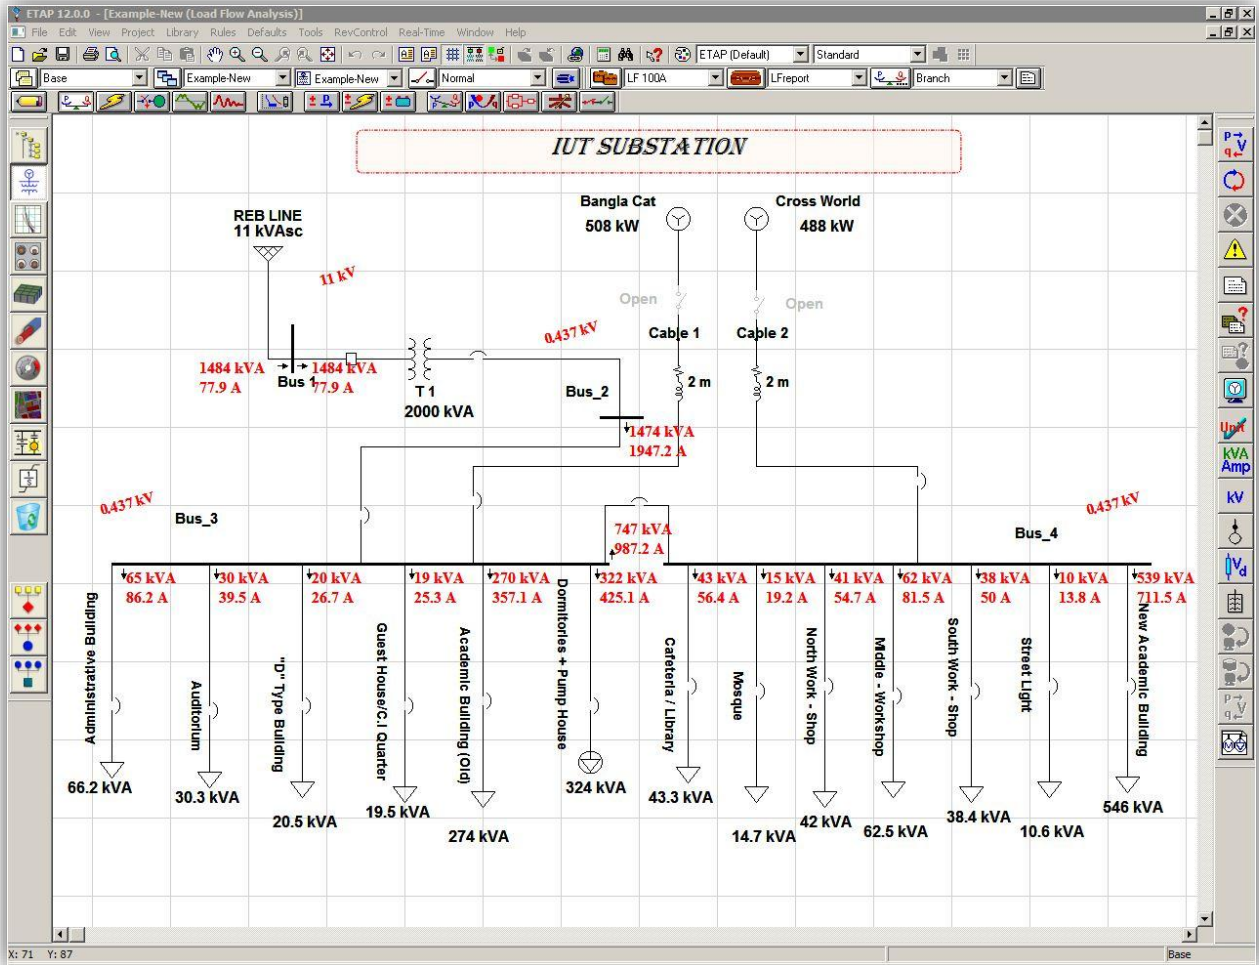 ETAP 12.0.0 - [Example-New (Load Flow Analysis)]
File Edit View Project Library Rules Defaults Tools RevControl Real-Time Window Help
ETAP (Default) Standard
Base Example-New Example-New Normal LF 100A LFreport Branch
IUT SUBSTATION
Bangla Cat
508 kW
Cross World
488 kW
REB LINE
11 kVAsc
11 kV
Open
Open
0.437 kV
Cable 1
Cable 2
1484 kVA
77.9 A
Bus 1
1484 kVA
77.9 A
T1
2000 kVA
Bus_2
2 m
2 m
1474 kVA
1947.2 A
0.437 kV
Bus_3
747 kVA
987.2 A
0.437 kV
Bus_4
65 kVA 30 kVA 20 kVA 19 kVA 270 kVA 322 kVA 43 kVA 15 kVA 41 kVA 62 kVA 38 kVA 10 kVA 539 kVA
86.2 A 39.5 A 26.7 A 25.3 A 357.1 A 425.1 A 56.4 A 19.2 A 54.7 A 81.5 A 50 A 13.8 A 711.5 A
Administrative Building
Auditorium
"D" Type Building
Guest House/C.I Quarter
Academic Building (Old)
Dormitories + Pump House
Cafeteria / Library
Mosque
North Work - Shop
Middle - Workshop
South Work - Shop
Street Light
New Academic Building
66.2 kVA
30.3 kVA
20.5 kVA
19.5 kVA
274 kVA
324 kVA
43.3 kVA
14.7 kVA
42 kVA
62.5 kVA
38.4 kVA
10.6 kVA
546 kVA
Unit
kVA
Amp
kV
Vd
X: 71 Y: 87
Base